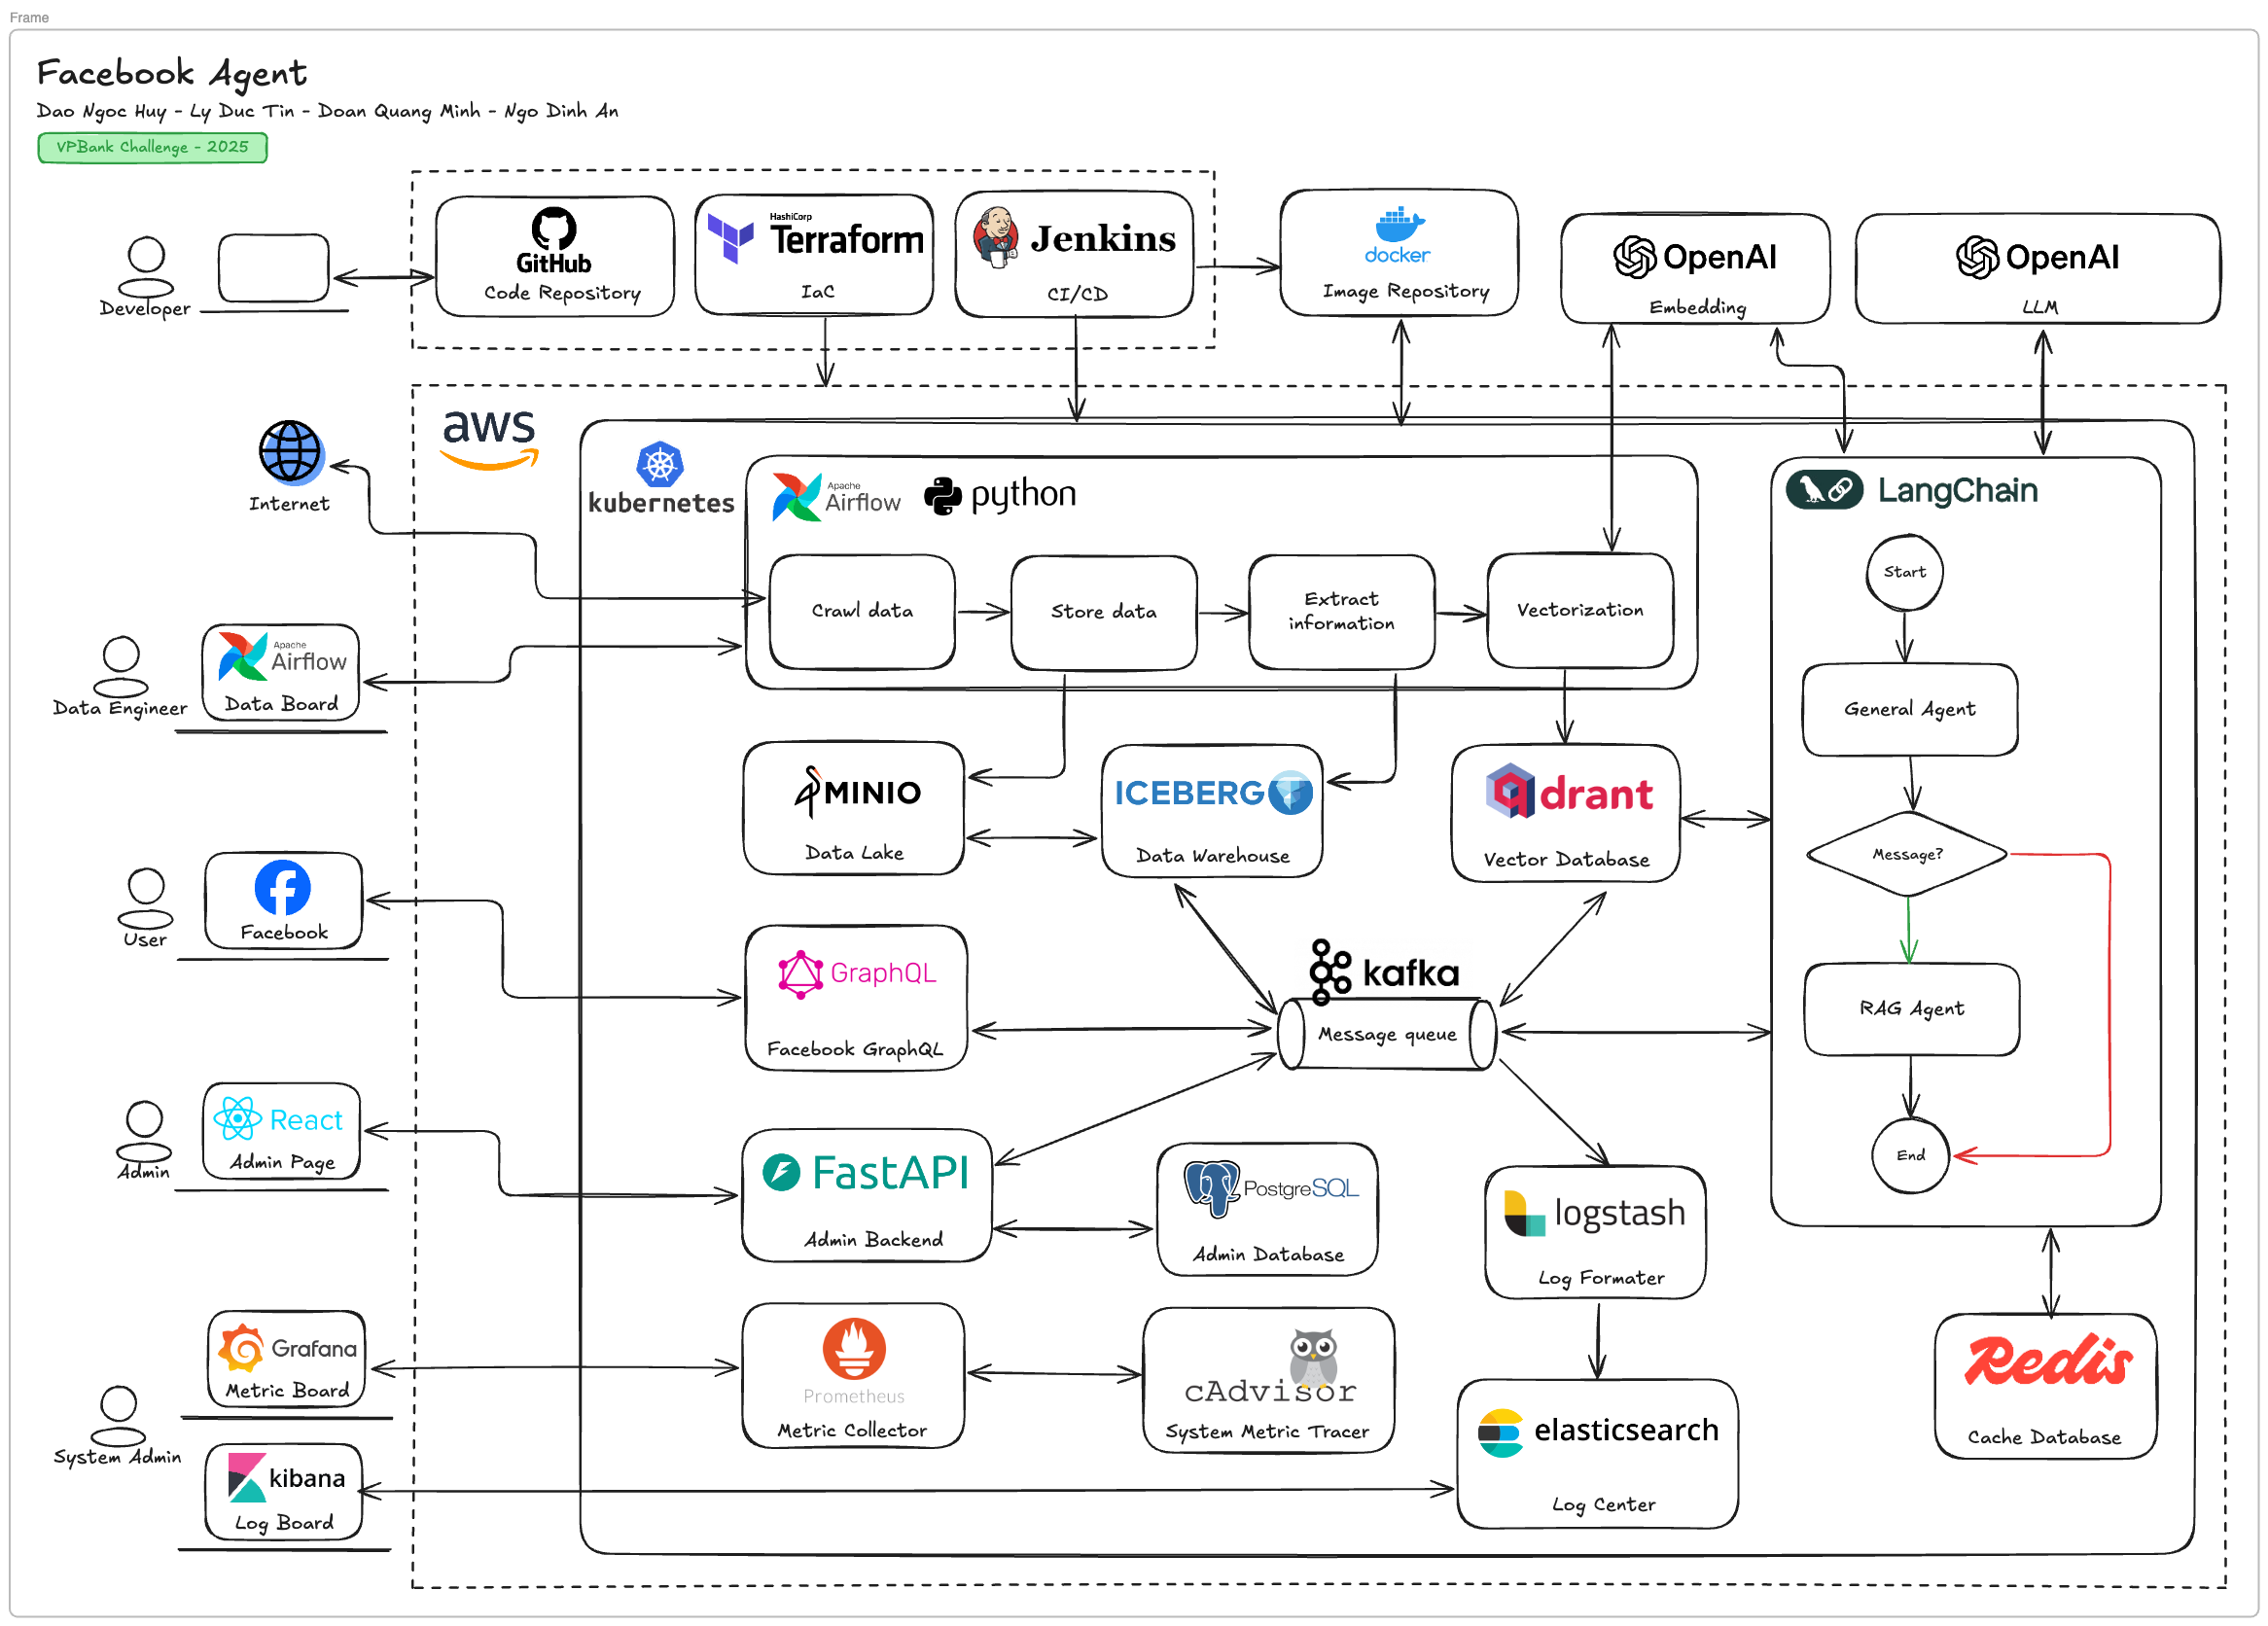 Frame
Facebook Agent
Dao Ngoc Huy - Ly Duc Tin - Doan Quang Minh - Ngo Dinh An
VPBank Challenge - 2025
Developer
GitHub
Code Repository
HashiCorp
Terraform
IaC
Jenkins
CI/CD
docker
Image Repository
OpenAI
Embedding
OpenAI
LLM
Internet
aws
kubernetes
Apache
Airflow
python
Crawl data
Store data
Extract
information
Vectorization
LangChain
Start
General Agent
Message?
RAG Agent
End
Data Engineer
Apache
Airflow
Data Board
MINIO
Data Lake
ICEBERG
Data Warehouse
qdrant
Vector Database
User
Facebook
GraphQL
Facebook GraphQL
kafka
Message queue
Admin
React
Admin Page
FastAPI
Admin Backend
PostgreSQL
Admin Database
logstash
Log Formater
System Admin
Grafana
Metric Board
Prometheus
Metric Collector
cAdvisor
System Metric Tracer
elasticsearch
Log Center
Redis
Cache Database
kibana
Log Board